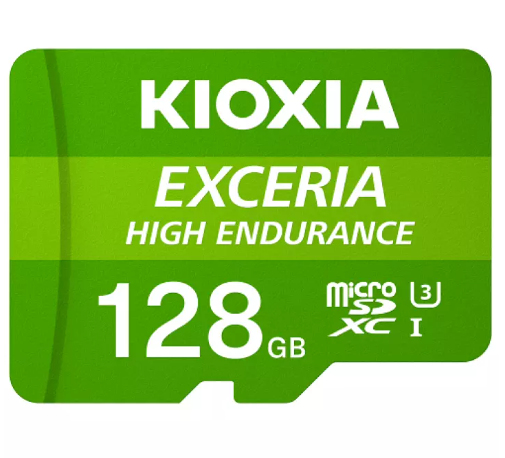 KIOXIA
EXCERIA
HIGH ENDURANCE
128GB
micro SD XC U3 I